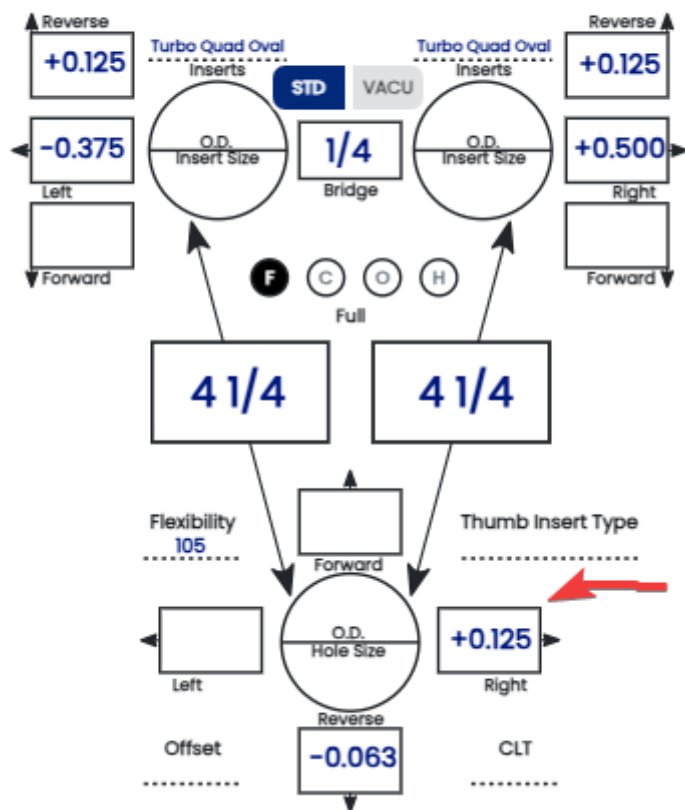 Reverse
Reverse
+0.125
Turbo Quad Oval
Turbo Quad Oval
+0.125
Inserts
Inserts
STD
VACU
-0.375
O.D.
Insert Size
1/4
O.D.
Insert Size
+0.500
Left
Bridge
Right
F
C
O
H
Forward
Forward
Full
4 1/4
4 1/4
Flexibility
105
Thumb Insert Type
Forward
O.D.
Hole Size
+0.125
Left
Right
Reverse
Offset
-0.063
CLT